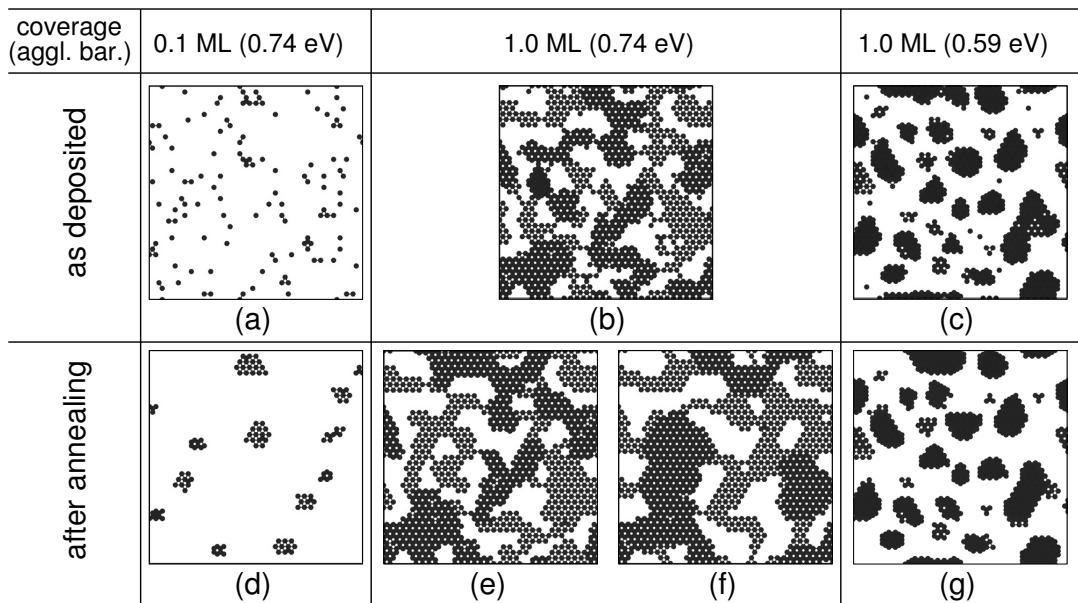 coverage
(aggl. bar.)
0.1 ML (0.74 eV)
1.0 ML (0.74 eV)
1.0 ML (0.59 eV)
as deposited
(a)
(b)
(c)
after annealing
(d)
(e)
(f)
(g)